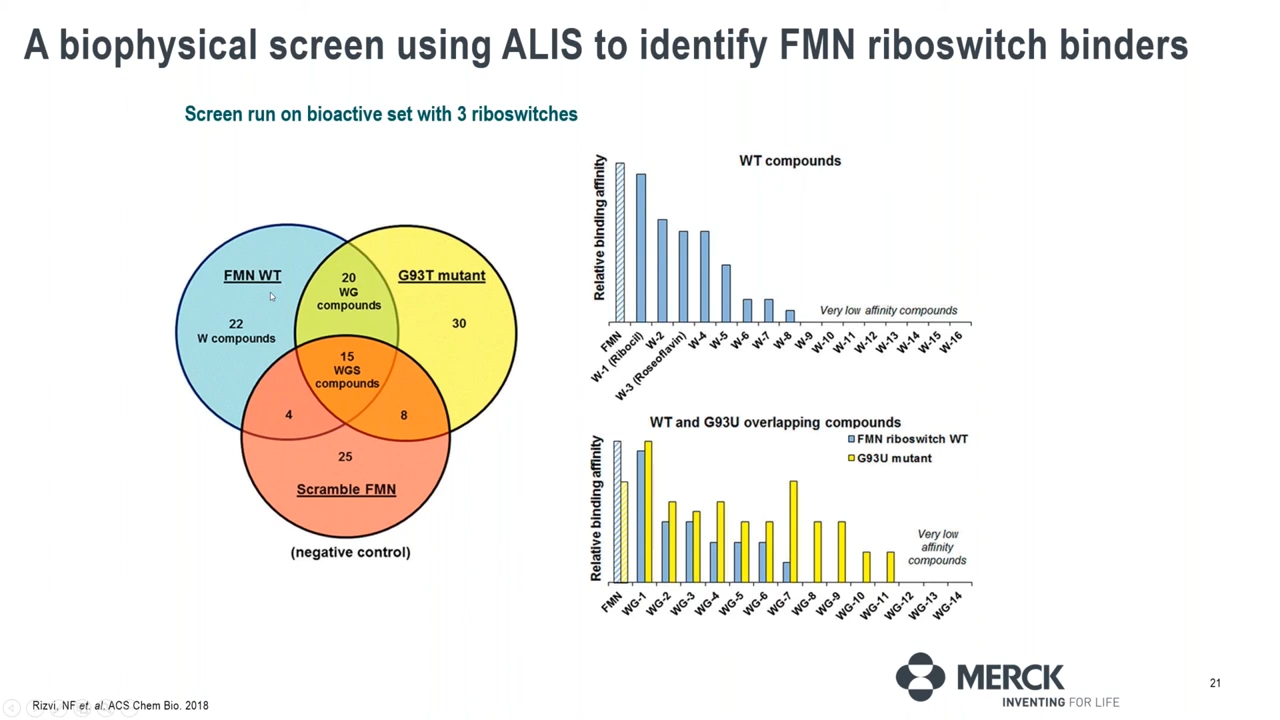 A biophysical screen using ALIS to identify FMN riboswitch binders
Screen run on bioactive set with 3 riboswitches
FMN WT
G93T mutant
20
WG
compounds
22
W compounds
30
15
WGS
compounds
4
8
25
Scramble FMN
(negative control)
WT compounds
Relative binding affinity
Very low affinity compounds
FMN
W-1 (Ribocil)
W-2
W-3 (Roseoflavin)
W-4
W-5
W-6
W-7
W-8
W-9
W-10
W-11
W-12
W-13
W-14
W-15
W-16
WT and G93U overlapping compounds
FMN riboswitch WT
G93U mutant
Relative binding affinity
Very low
affinity
compounds
FMN
WG-1
WG-2
WG-3
WG-4
WG-5
WG-6
WG-7
WG-8
WG-9
WG-10
WG-11
WG-12
WG-13
WG-14
MERCK
INVENTING FOR LIFE
21
Rizvi, NF et. al. ACS Chem Bio. 2018